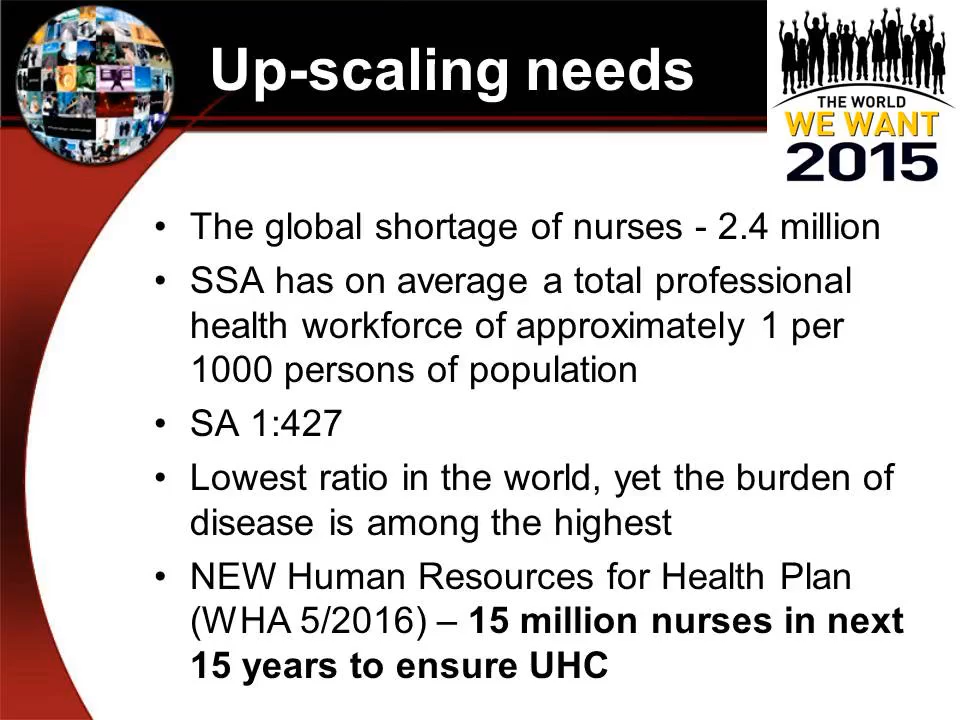 Up-scaling needs
THE WORLD
WE WANT
2015
• The global shortage of nurses - 2.4 million
• SSA has on average a total professional
health workforce of approximately 1 per
1000 persons of population
• SA 1:427
• Lowest ratio in the world, yet the burden of
disease is among the highest
• NEW Human Resources for Health Plan
(WHA 5/2016) – 15 million nurses in next
15 years to ensure UHC